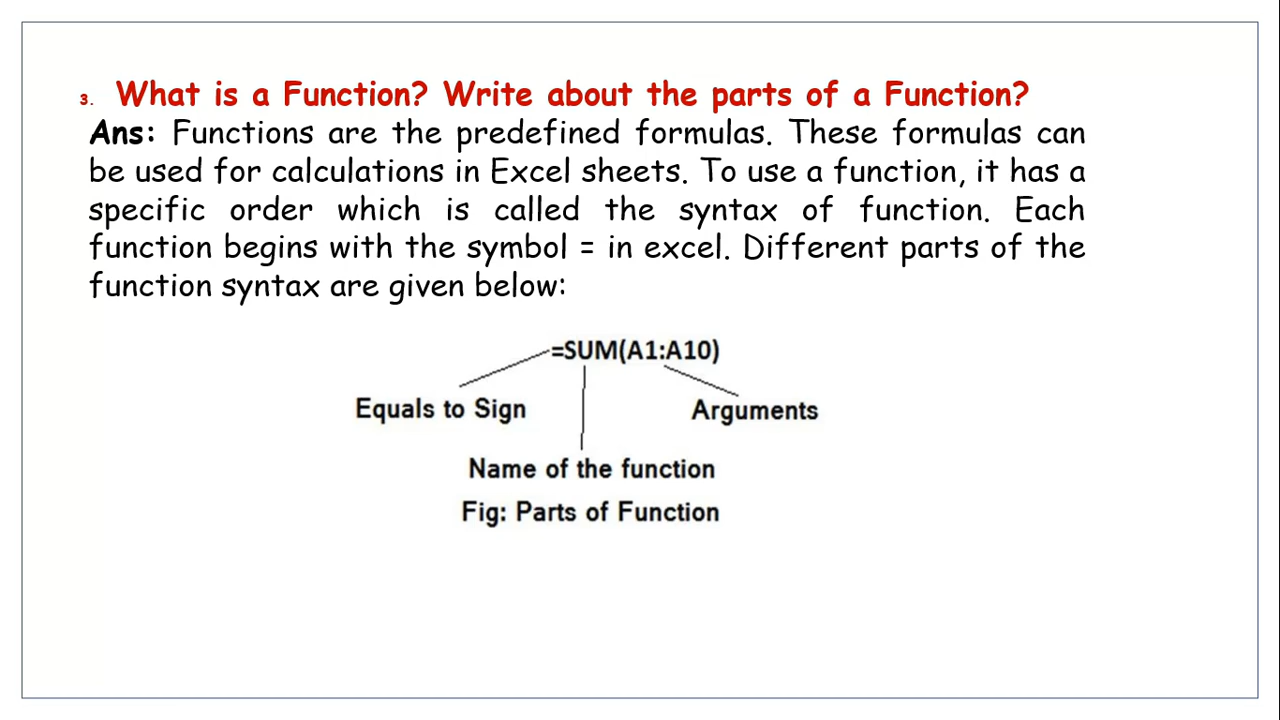 3. What is a Function? Write about the parts of a Function?
Ans: Functions are the predefined formulas. These formulas can
be used for calculations in Excel sheets. To use a function, it has a
specific order which is called the syntax of function. Each
function begins with the symbol = in excel. Different parts of the
function syntax are given below:
=SUM(A1:A10)
Equals to Sign
Arguments
Name of the function
Fig: Parts of Function